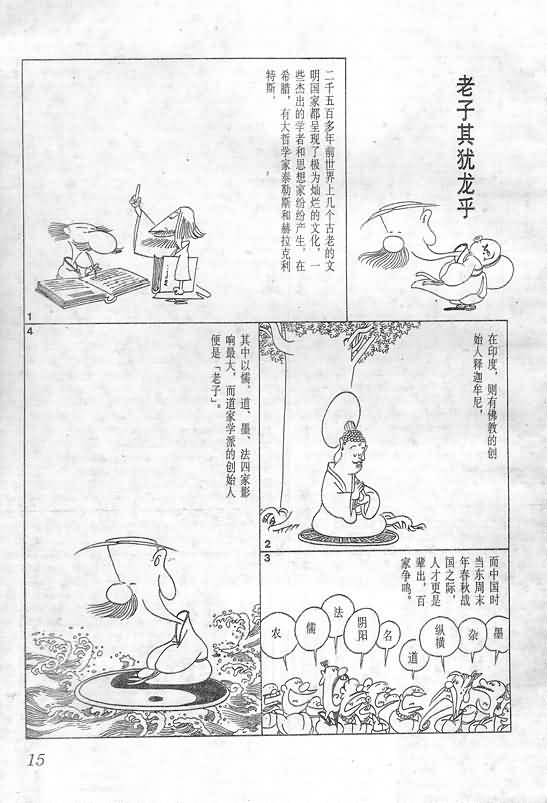 老子其犹龙乎
二千五百多年前世界上几个古老的文
明国家都呈现了极为灿烂的文化，一
些杰出的学者和思想家纷纷产生。在
希腊，有大哲学家泰勒斯和赫拉克利
特斯。
1
在印度，则有佛教的创
始人释迦牟尼，
2
而中国时
当东周末
年春秋战
国之际，
人才更是
辈出，百
家争鸣。
3
墨
杂
纵横
道
名
阴阳
法
儒
农
其中以儒、道、墨、法四家影
响最大，而道家学派的创始人
便是「老子」。
4
15